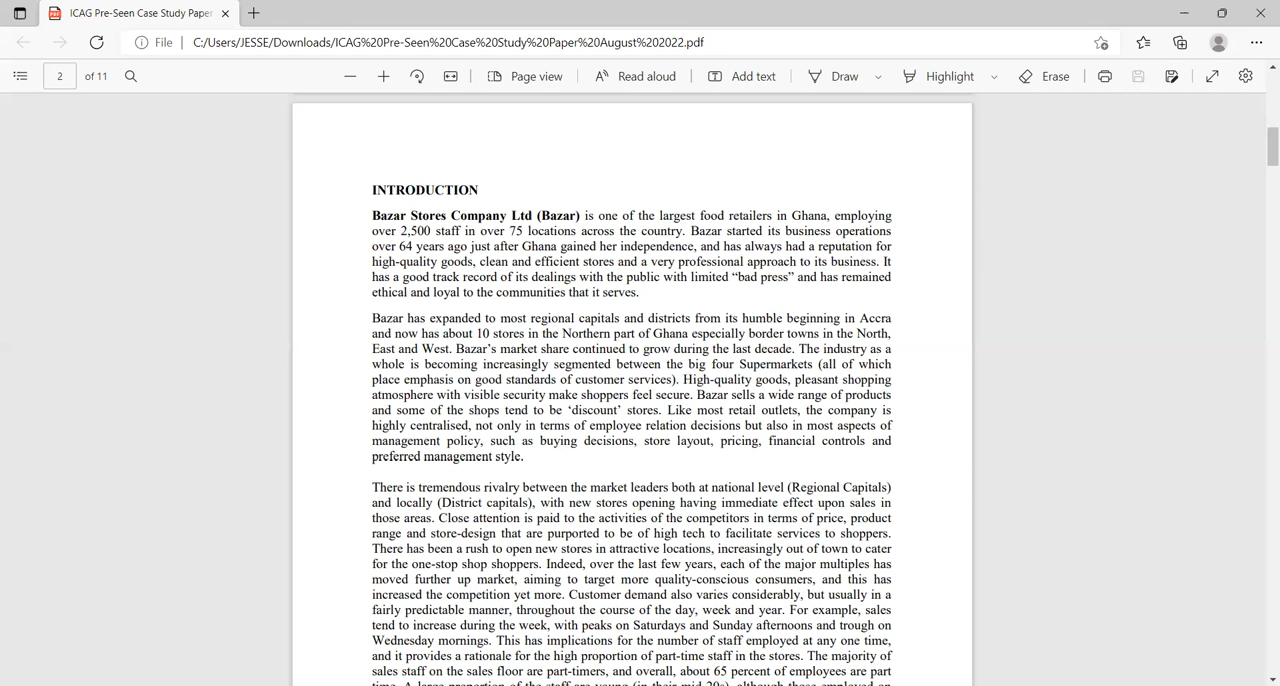 ICAG Pre-Seen Case Study Paper
File
C:/Users/JESSE/Downloads/ICAG%20Pre-Seen%20Case%20Study%20Paper%20August%202022.pdf
2 of 11
Page view
Read aloud
Add text
Draw
Highlight
Erase
INTRODUCTION
Bazar Stores Company Ltd (Bazar) is one of the largest food retailers in Ghana, employing
over 2,500 staff in over 75 locations across the country. Bazar started its business operations
over 64 years ago just after Ghana gained her independence, and has always had a reputation for
high-quality goods, clean and efficient stores and a very professional approach to its business. It
has a good track record of its dealings with the public with limited “bad press” and has remained
ethical and loyal to the communities that it serves.
Bazar has expanded to most regional capitals and districts from its humble beginning in Accra
and now has about 10 stores in the Northern part of Ghana especially border towns in the North,
East and West. Bazar’s market share continued to grow during the last decade. The industry as a
whole is becoming increasingly segmented between the big four Supermarkets (all of which
place emphasis on good standards of customer services). High-quality goods, pleasant shopping
atmosphere with visible security make shoppers feel secure. Bazar sells a wide range of products
and some of the shops tend to be ‘discount’ stores. Like most retail outlets, the company is
highly centralised, not only in terms of employee relation decisions but also in most aspects of
management policy, such as buying decisions, store layout, pricing, financial controls and
preferred management style.
There is tremendous rivalry between the market leaders both at national level (Regional Capitals)
and locally (District capitals), with new stores opening having immediate effect upon sales in
those areas. Close attention is paid to the activities of the competitors in terms of price, product
range and store-design that are purported to be of high tech to facilitate services to shoppers.
There has been a rush to open new stores in attractive locations, increasingly out of town to cater
for the one-stop shop shoppers. Indeed, over the last few years, each of the major multiples has
moved further up market, aiming to target more quality-conscious consumers, and this has
increased the competition yet more. Customer demand also varies considerably, but usually in a
fairly predictable manner, throughout the course of the day, week and year. For example, sales
tend to increase during the week, with peaks on Saturdays and Sunday afternoons and trough on
Wednesday mornings. This has implications for the number of staff employed at any one time,
and it provides a rationale for the high proportion of part-time staff in the stores. The majority of
sales staff on the sales floor are part-timers, and overall, about 65 percent of employees are part
time. A large proportion of the staff are young (in their mid 20s), although those employed on